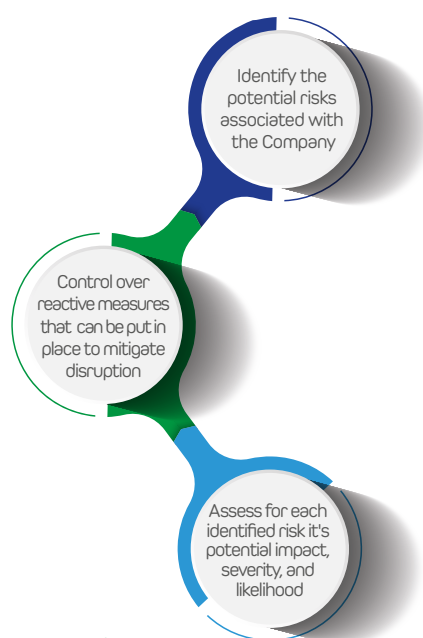 Identify the
potential risks
associated with
the Company
Control over
reactive measures
that can be put in
place to mitigate
disruption
Assess for each
identified risk it's
potential impact,
severity, and
likelihood